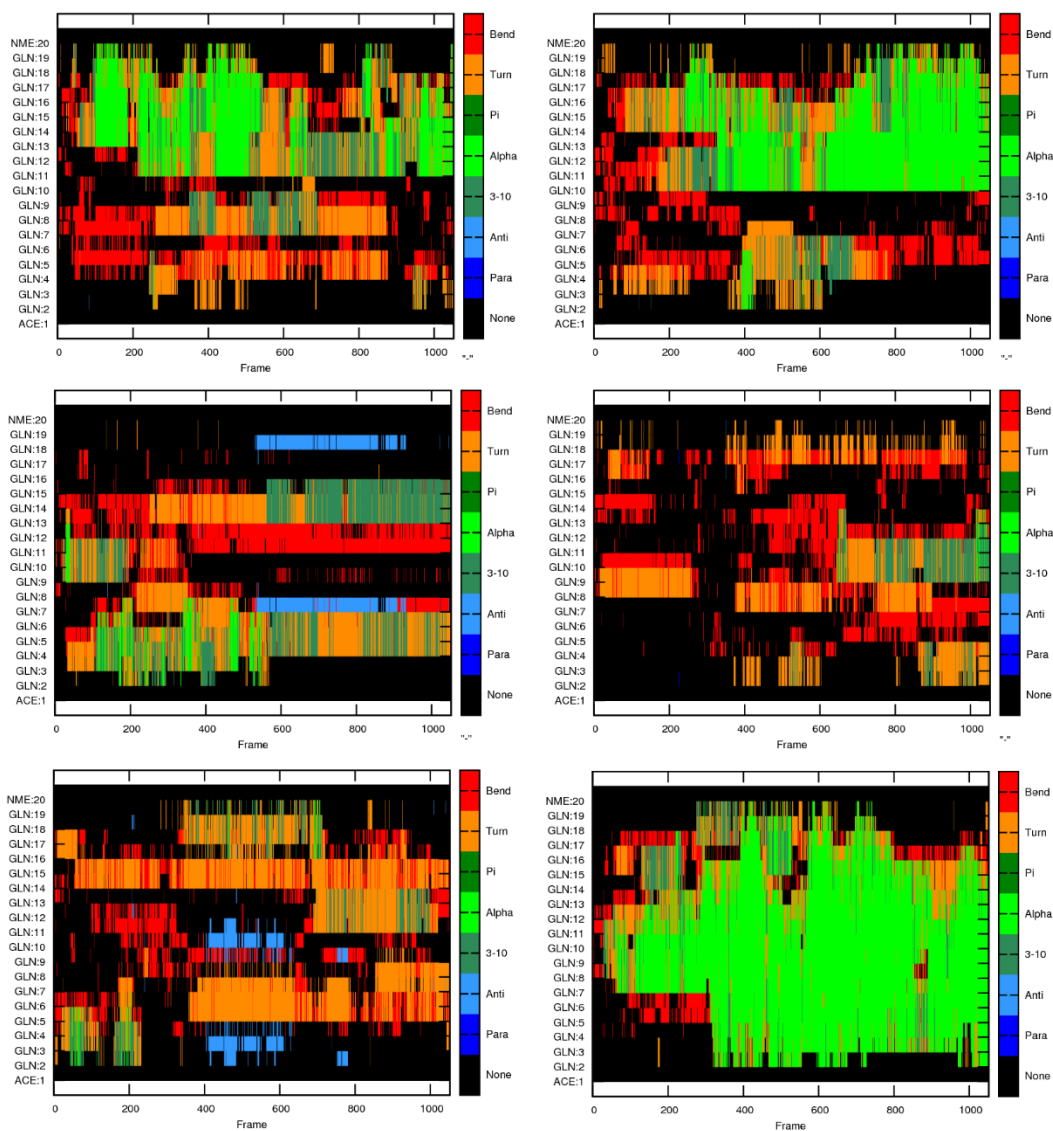 NME:20
GLN:19
GLN:18
GLN:17
GLN:16
GLN:15
GLN:14
GLN:13
GLN:12
GLN:11
GLN:10
GLN:9
GLN:8
GLN:7
GLN:6
GLN:5
GLN:4
GLN:3
GLN:2
ACE:1
0 200 400 600 800 1000
Frame
Bend
Turn
Pi
Alpha
3-10
Anti
Para
None
"-"
NME:20
GLN:19
GLN:18
GLN:17
GLN:16
GLN:15
GLN:14
GLN:13
GLN:12
GLN:11
GLN:10
GLN:9
GLN:8
GLN:7
GLN:6
GLN:5
GLN:4
GLN:3
GLN:2
ACE:1
0 200 400 600 800 1000
Frame
Bend
Turn
Pi
Alpha
3-10
Anti
Para
None
"-"
NME:20
GLN:19
GLN:18
GLN:17
GLN:16
GLN:15
GLN:14
GLN:13
GLN:12
GLN:11
GLN:10
GLN:9
GLN:8
GLN:7
GLN:6
GLN:5
GLN:4
GLN:3
GLN:2
ACE:1
0 200 400 600 800 1000
Frame
Bend
Turn
Pi
Alpha
3-10
Anti
Para
None
"-"
NME:20
GLN:19
GLN:18
GLN:17
GLN:16
GLN:15
GLN:14
GLN:13
GLN:12
GLN:11
GLN:10
GLN:9
GLN:8
GLN:7
GLN:6
GLN:5
GLN:4
GLN:3
GLN:2
ACE:1
0 200 400 600 800 1000
Frame
Bend
Turn
Pi
Alpha
3-10
Anti
Para
None
"-"
NME:20
GLN:19
GLN:18
GLN:17
GLN:16
GLN:15
GLN:14
GLN:13
GLN:12
GLN:11
GLN:10
GLN:9
GLN:8
GLN:7
GLN:6
GLN:5
GLN:4
GLN:3
GLN:2
ACE:1
0 200 400 600 800 1000
Frame
Bend
Turn
Pi
Alpha
3-10
Anti
Para
None
NME:20
GLN:19
GLN:18
GLN:17
GLN:16
GLN:15
GLN:14
GLN:13
GLN:12
GLN:11
GLN:10
GLN:9
GLN:8
GLN:7
GLN:6
GLN:5
GLN:4
GLN:3
GLN:2
ACE:1
0 200 400 600 800 1000
Frame
Bend
Turn
Pi
Alpha
3-10
Anti
Para
None